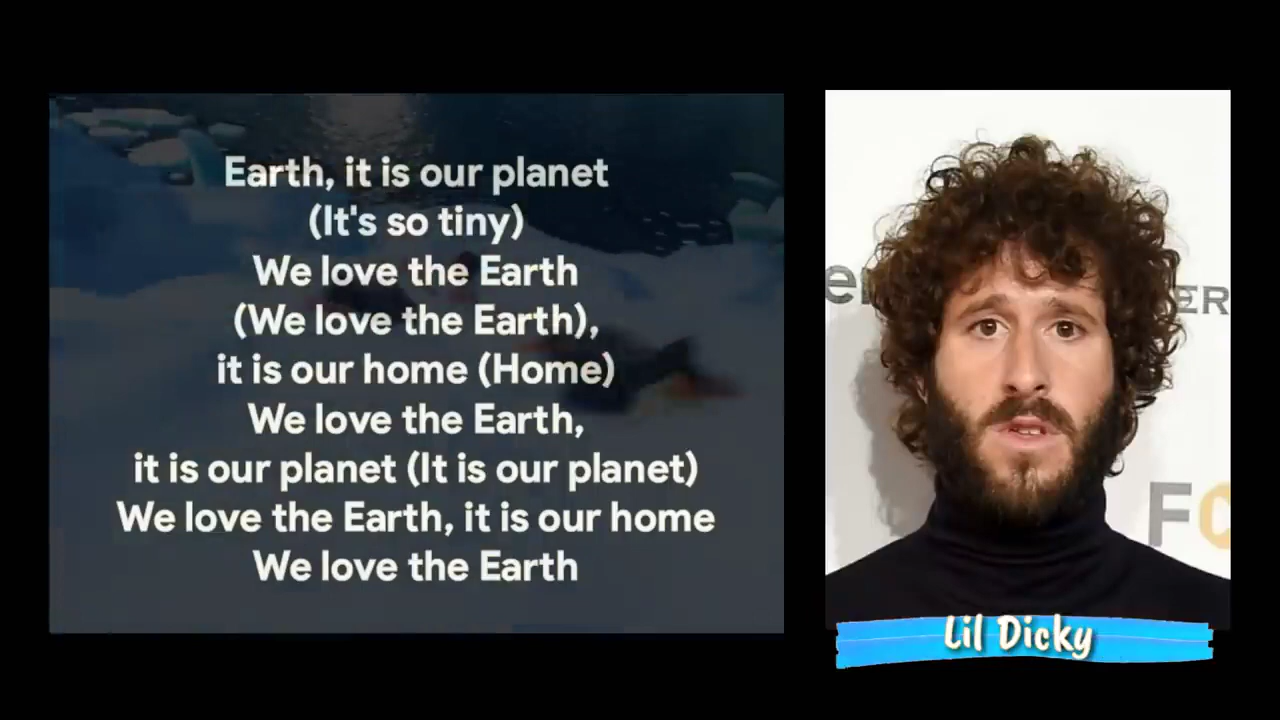 Earth, it is our planet
(It's so tiny)
We love the Earth
(We love the Earth),
it is our home (Home)
We love the Earth,
it is our planet (It is our planet)
We love the Earth, it is our home
We love the Earth
ER
FC
Lil Dicky